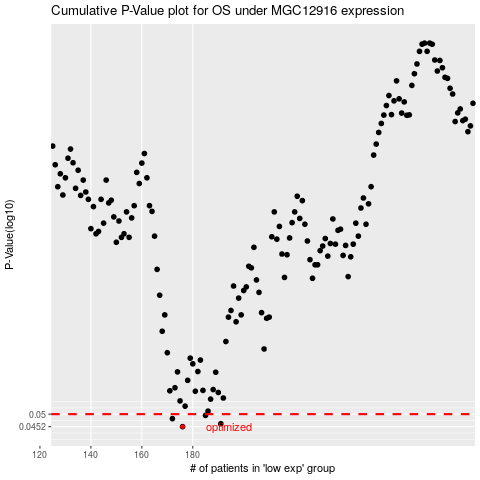 Cumulative P-Value plot for OS under MGC12916 expression
P-Value(log10)
0.05
0.0452
optimized
120 140 160 180
# of patients in 'low exp' group